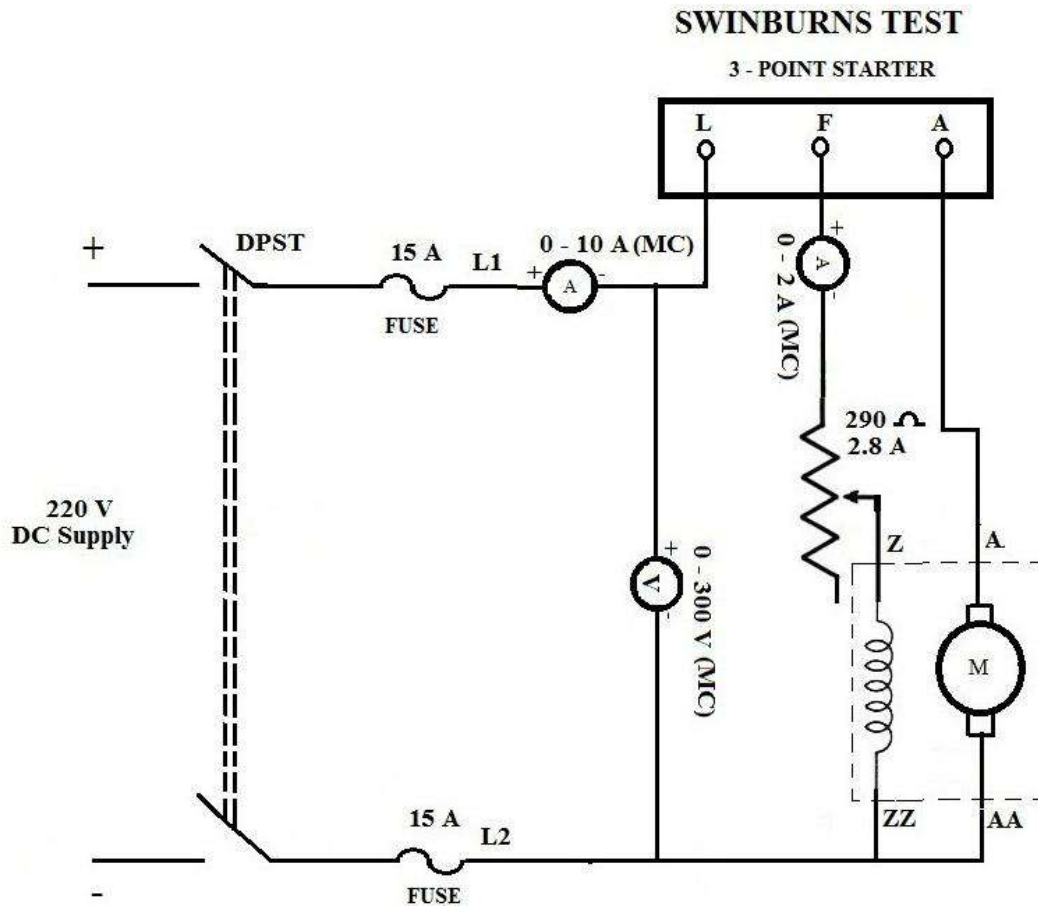 SWINBURNS TEST
3 - POINT STARTER
L F A
+
DPST
15 A
FUSE
L1
0 - 10 A (MC)
+ A -
+
A
-
0 - 2 A (MC)
290
2.8 A
220 V
DC Supply
+
V
-
0 - 300 V (MC)
Z
A
M
ZZ
AA
15 A
FUSE
L2
-